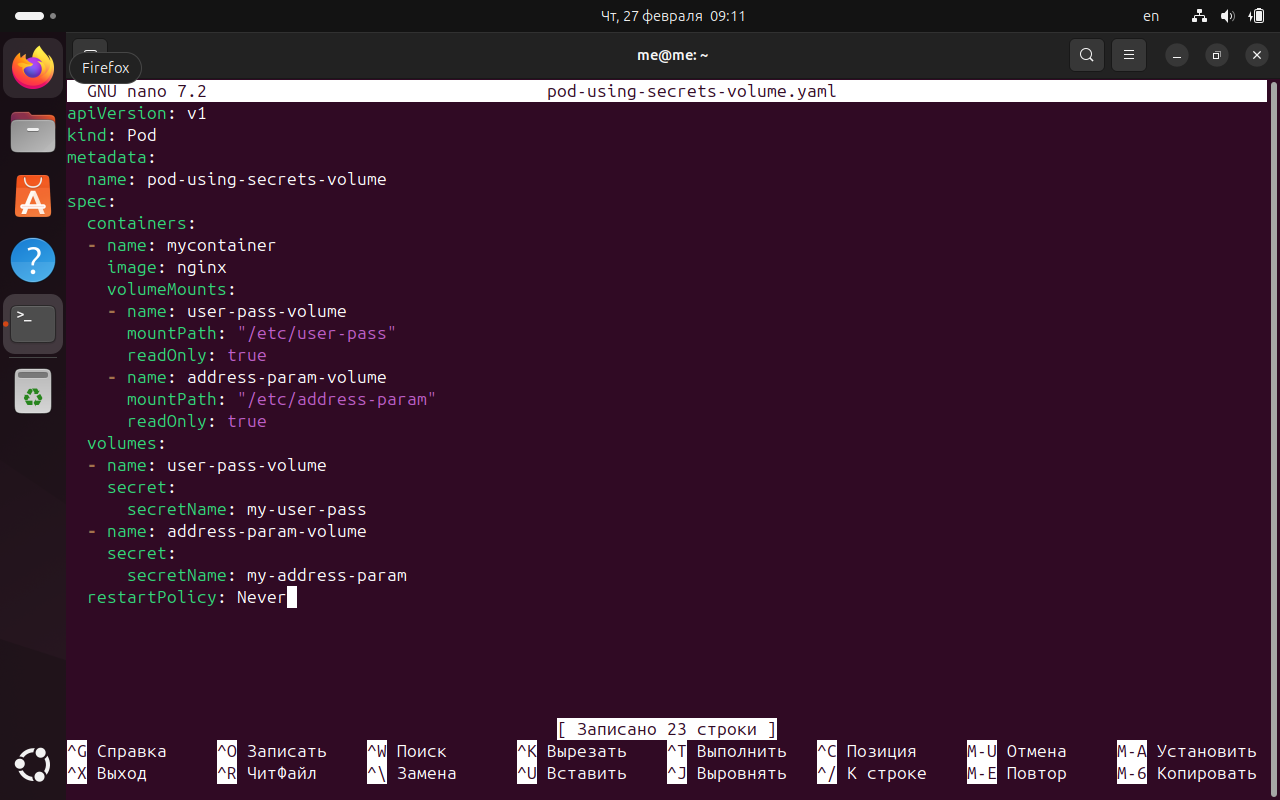 Чт, 27 февраля 09:11
en
me@me: ~
Firefox
GNU nano 7.2 pod-using-secrets-volume.yaml
apiVersion: v1
kind: Pod
metadata:
  name: pod-using-secrets-volume
spec:
  containers:
  - name: mycontainer
    image: nginx
    volumeMounts:
    - name: user-pass-volume
      mountPath: "/etc/user-pass"
      readOnly: true
    - name: address-param-volume
      mountPath: "/etc/address-param"
      readOnly: true
  volumes:
  - name: user-pass-volume
    secret:
      secretName: my-user-pass
  - name: address-param-volume
    secret:
      secretName: my-address-param
  restartPolicy: Never
[ Записано 23 строки ]
^G Справка ^O Записать ^W Поиск ^K Вырезать ^T Выполнить ^C Позиция M-U Отмена M-A Установить
^X Выход ^R ЧитФайл ^\ Замена ^U Вставить ^J Выровнять ^/ К строке M-E Повтор M-6 Копировать